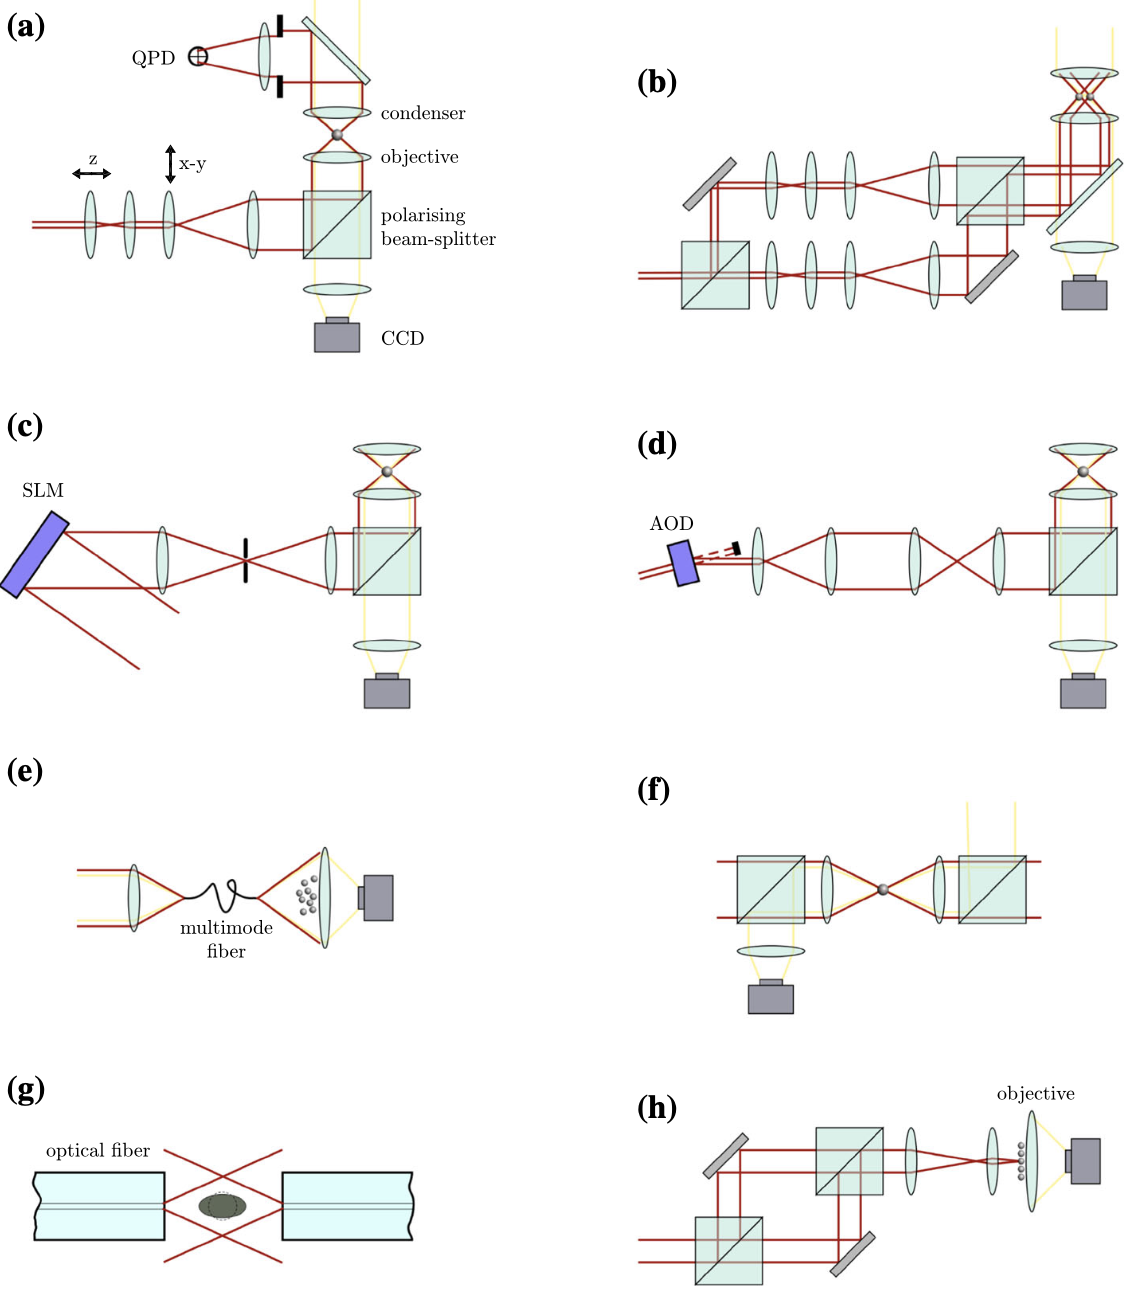 (a)
QPD
condenser
z
x-y
objective
polarising
beam-splitter
CCD
(b)
(c)
SLM
(d)
AOD
(e)
multimode
fiber
(f)
(g)
optical fiber
(h)
objective